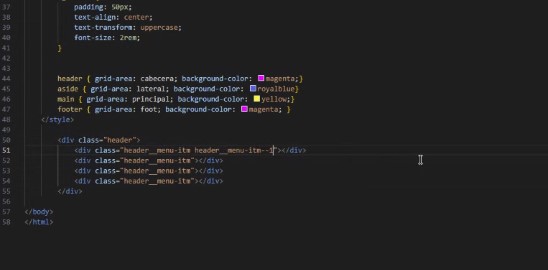 37 padding: 50px;
38 text-align: center;
39 text-transform: uppercase;
40 font-size: 2rem;
41 }
42
43
44 header { grid-area: cabecera; background-color: magenta;}
45 aside { grid-area: lateral; background-color: royalblue}
46 main { grid-area: principal; background-color: yellow;}
47 footer { grid-area: foot; background-color: magenta; }
48 </style>
49
50 <div class="header">
51 <div class="header__menu-itm header__menu-itm--i"></div>
52 <div class="header__menu-itm"></div>
53 <div class="header__menu-itm"></div>
54 <div class="header__menu-itm"></div>
55 </div>
56
57 </body>
58 </html>